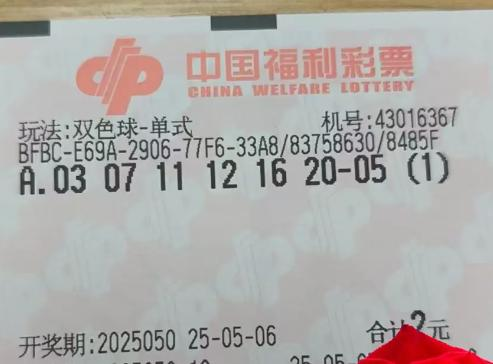 中国福利彩票
CHINA WELFARE LOTTERY
玩法:双色球-单式 机号:43016367
BFBC-E69A-2906-77F6-33A8/83758630/8485F
A.03 07 11 12 16 20-05 (1)
开奖期:2025050 25-05-06 合计2元